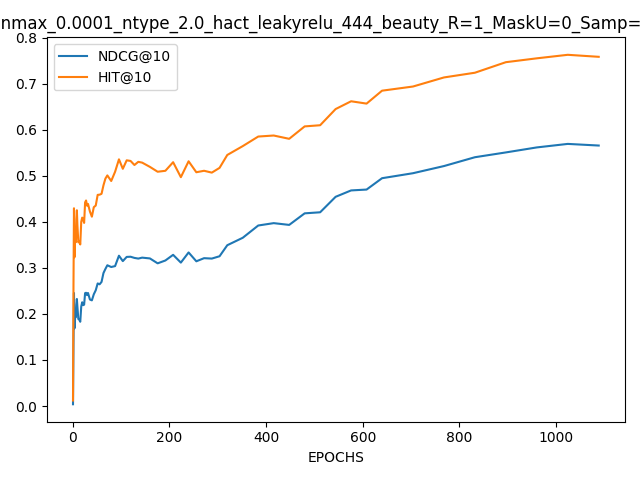 nmax_0.0001_ntype_2.0_hact_leakyrelu_444_beauty_R=1_MaskU=0_Samp=
NDCG@10
HIT@10
0.8
0.7
0.6
0.5
0.4
0.3
0.2
0.1
0.0
0 200 400 600 800 1000
EPOCHS